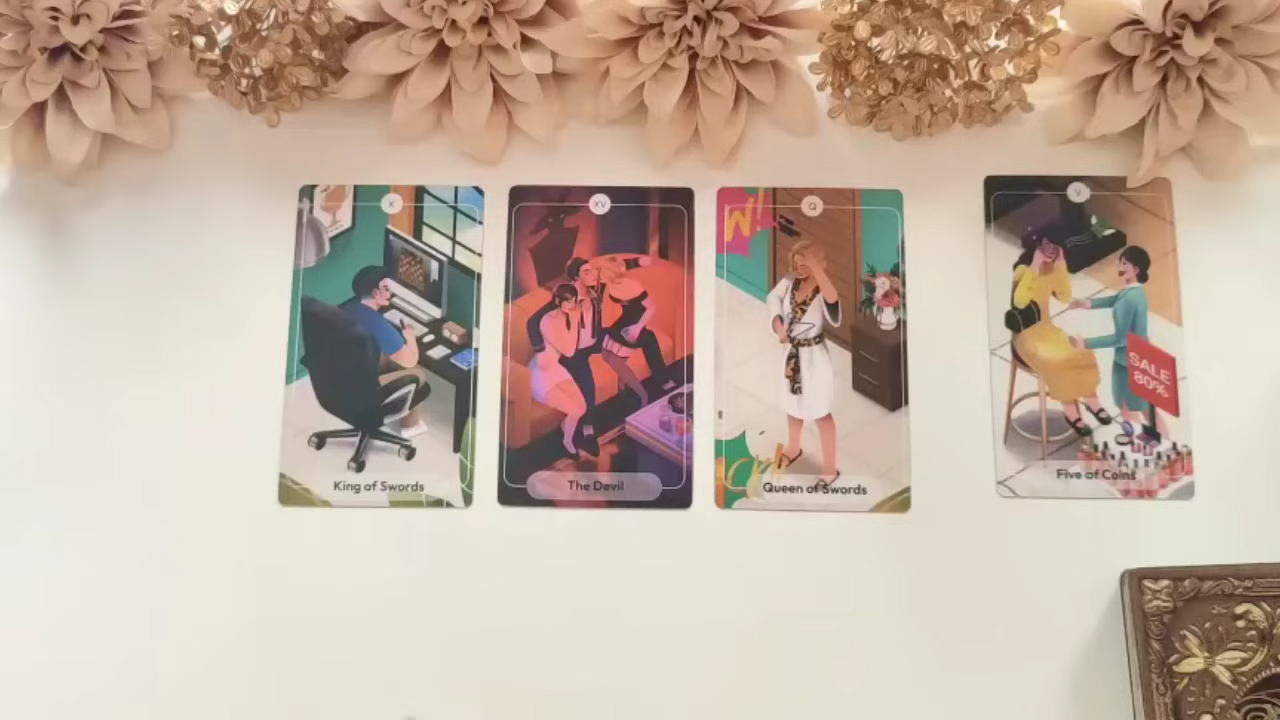 K
King of Swords
XV
The Devil
W!
Q
Queen of Swords
V
SALE
80%
Five of Coins